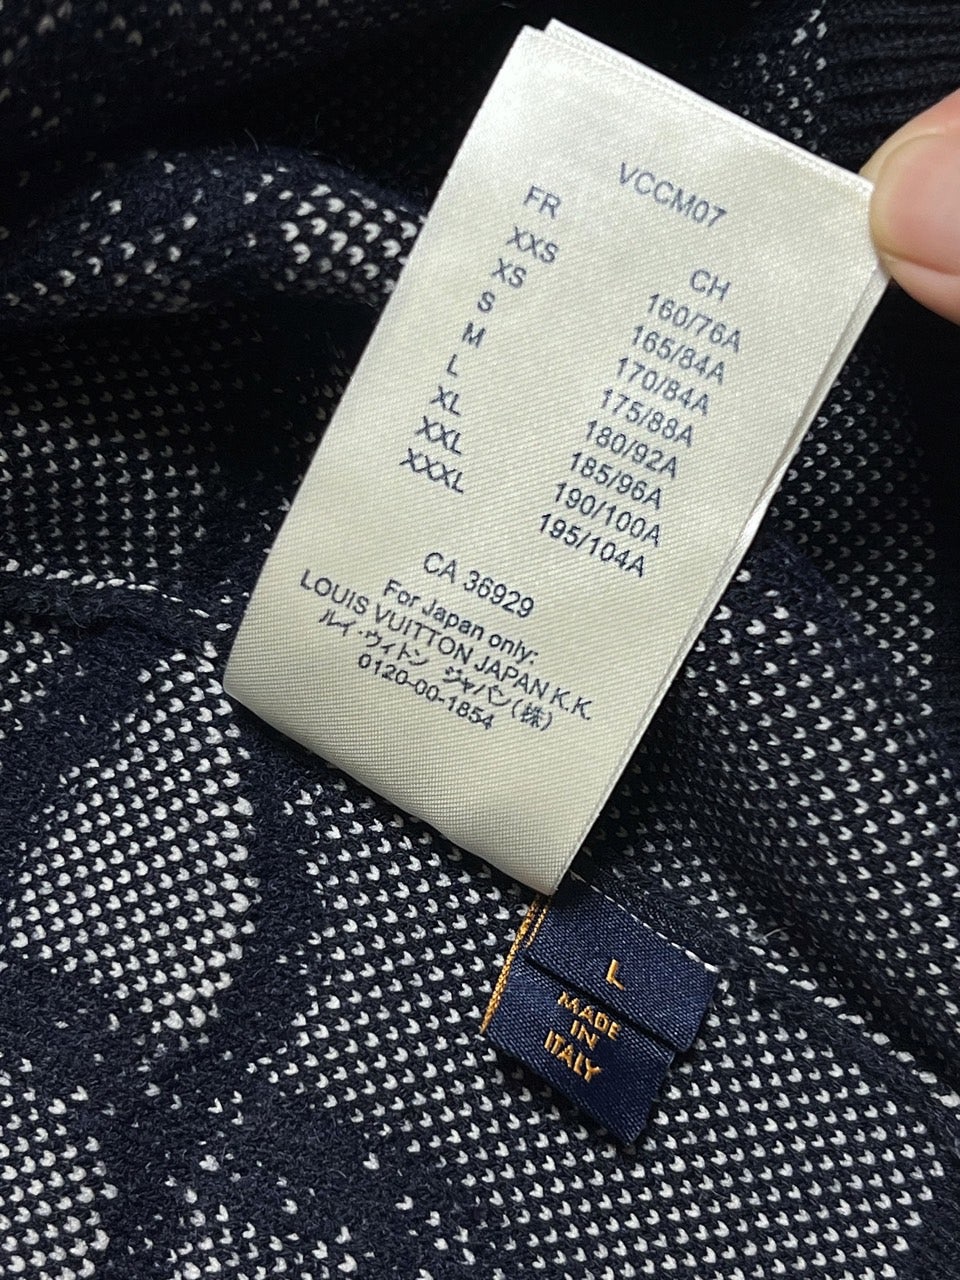 VCCM07
FR CH
XXS 160/76A
XS 165/84A
S 170/84A
M 175/88A
L 180/92A
XL 185/96A
XXL 190/100A
XXXL 195/104A
CA 36929
For Japan only:
LOUIS VUITTON JAPAN K.K.
ルイ・ウィトン ジャパン(株)
0120-00-1854
L
MADE
IN
ITALY